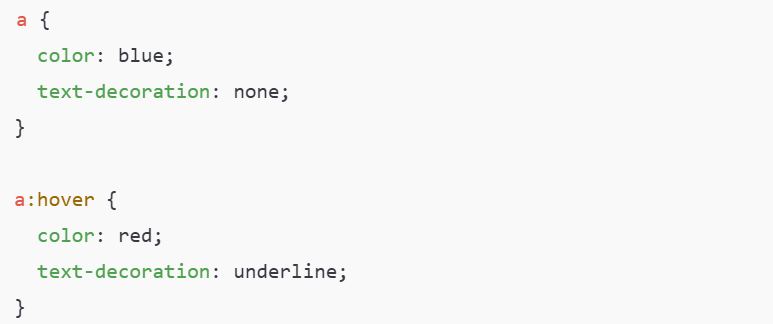 a {
  color: blue;
  text-decoration: none;
}

a:hover {
  color: red;
  text-decoration: underline;
}